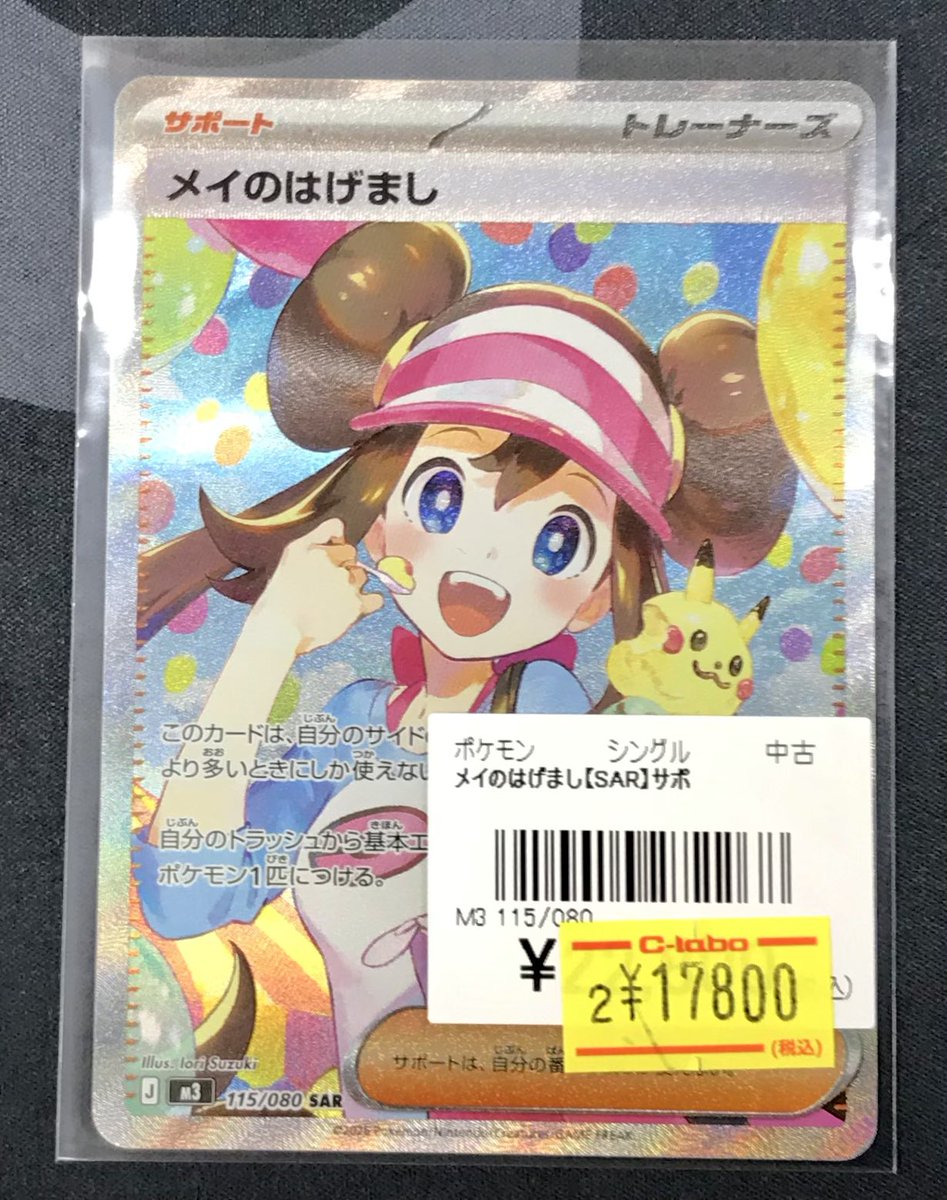 サポート
トレーナーズ
メイのはげまし
このカードは、自分のサイド
より多いときにしか使えない
自分のトラッシュから基本エ
ポケモン1匹につける。
ポケモン シングル 中古
メイのはげまし【SAR】サポ
M3 115/080
¥
C-labo
2¥17800
(税込)
サポートは、自分の番
Illus. Iori Suzuki
J M3 115/080 SAR